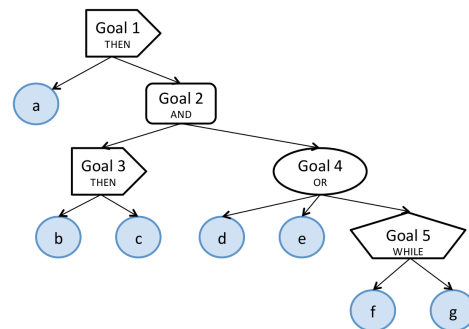 Goal 1
THEN
a
Goal 2
AND
Goal 3
THEN
Goal 4
OR
b
c
d
e
Goal 5
WHILE
f
g